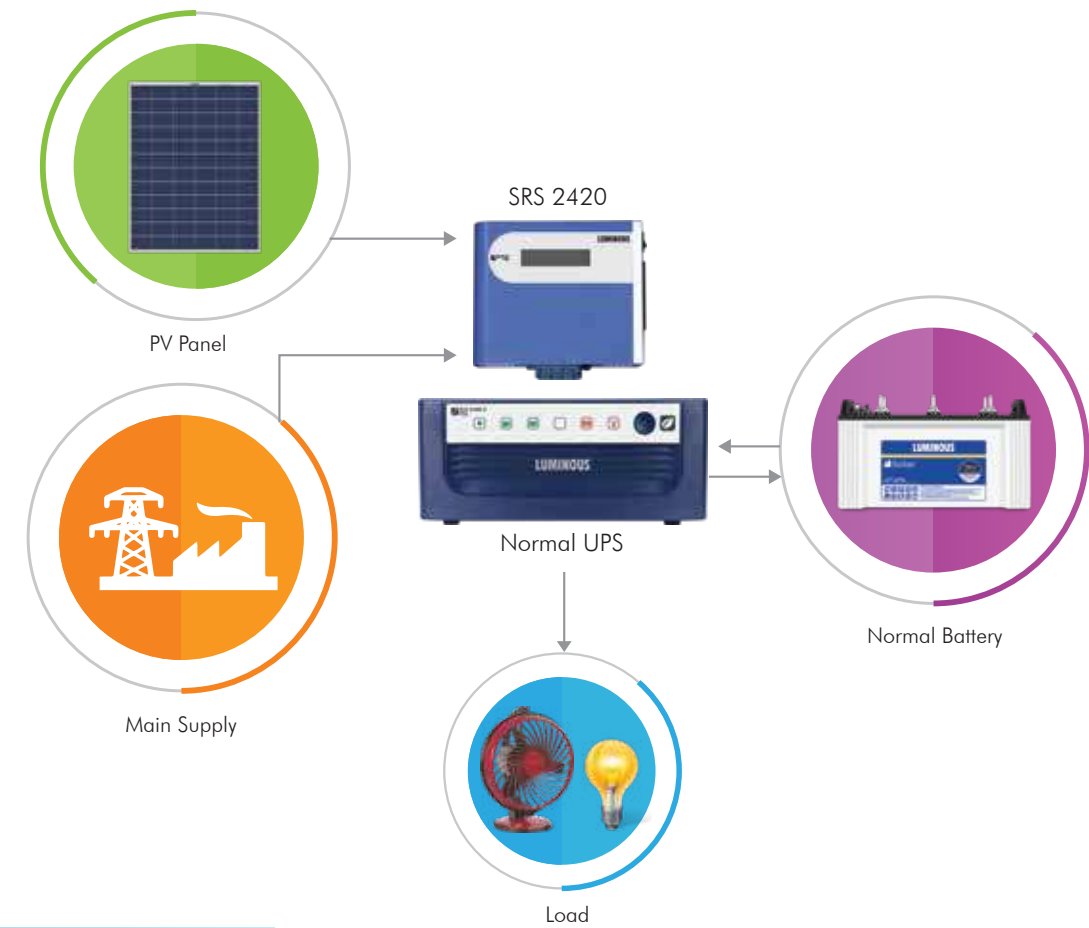 SRS 2420
LUMINOUS
PV Panel
LUMINOUS
Normal UPS
LUMINOUS
Normal Battery
Main Supply
Load